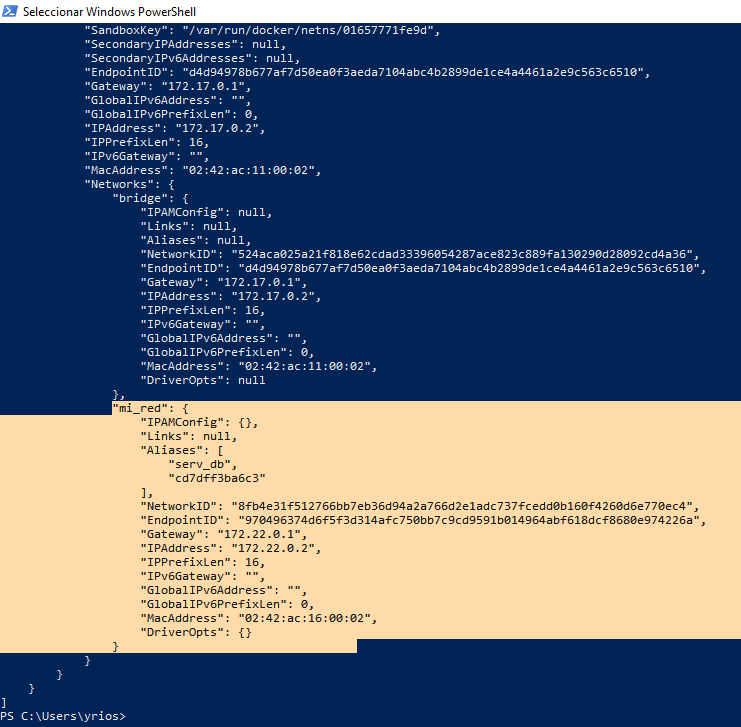 Seleccionar Windows PowerShell
            "SandboxKey": "/var/run/docker/netns/01657771fe9d",
            "SecondaryIPAddresses": null,
            "SecondaryIPv6Addresses": null,
            "EndpointID": "d4d94978b677af7d50ea0f3aeda7104abc4b2899de1ce4a4461a2e9c563c6510",
            "Gateway": "172.17.0.1",
            "GlobalIPv6Address": "",
            "GlobalIPv6PrefixLen": 0,
            "IPAddress": "172.17.0.2",
            "IPPrefixLen": 16,
            "IPv6Gateway": "",
            "MacAddress": "02:42:ac:11:00:02",
            "Networks": {
                "bridge": {
                    "IPAMConfig": null,
                    "Links": null,
                    "Aliases": null,
                    "NetworkID": "524aca025a21f818e62cdad33396054287ace823c889fa130290d28092cd4a36",
                    "EndpointID": "d4d94978b677af7d50ea0f3aeda7104abc4b2899de1ce4a4461a2e9c563c6510",
                    "Gateway": "172.17.0.1",
                    "IPAddress": "172.17.0.2",
                    "IPPrefixLen": 16,
                    "IPv6Gateway": "",
                    "GlobalIPv6Address": "",
                    "GlobalIPv6PrefixLen": 0,
                    "MacAddress": "02:42:ac:11:00:02",
                    "DriverOpts": null
                },
                "mi_red": {
                    "IPAMConfig": {},
                    "Links": null,
                    "Aliases": [
                        "serv_db",
                        "cd7dff3ba6c3"
                    ],
                    "NetworkID": "8fb4e31f512766bb7eb36d94a2a766d2e1adc737fcedd0b160f4260d6e770ec4",
                    "EndpointID": "970496374d6f5f3d314afc750bb7c9cd9591b014964abf618dcf8680e974226a",
                    "Gateway": "172.22.0.1",
                    "IPAddress": "172.22.0.2",
                    "IPPrefixLen": 16,
                    "IPv6Gateway": "",
                    "GlobalIPv6Address": "",
                    "GlobalIPv6PrefixLen": 0,
                    "MacAddress": "02:42:ac:16:00:02",
                    "DriverOpts": {}
                }
            }
        }
    }
]
PS C:\Users\yrios>